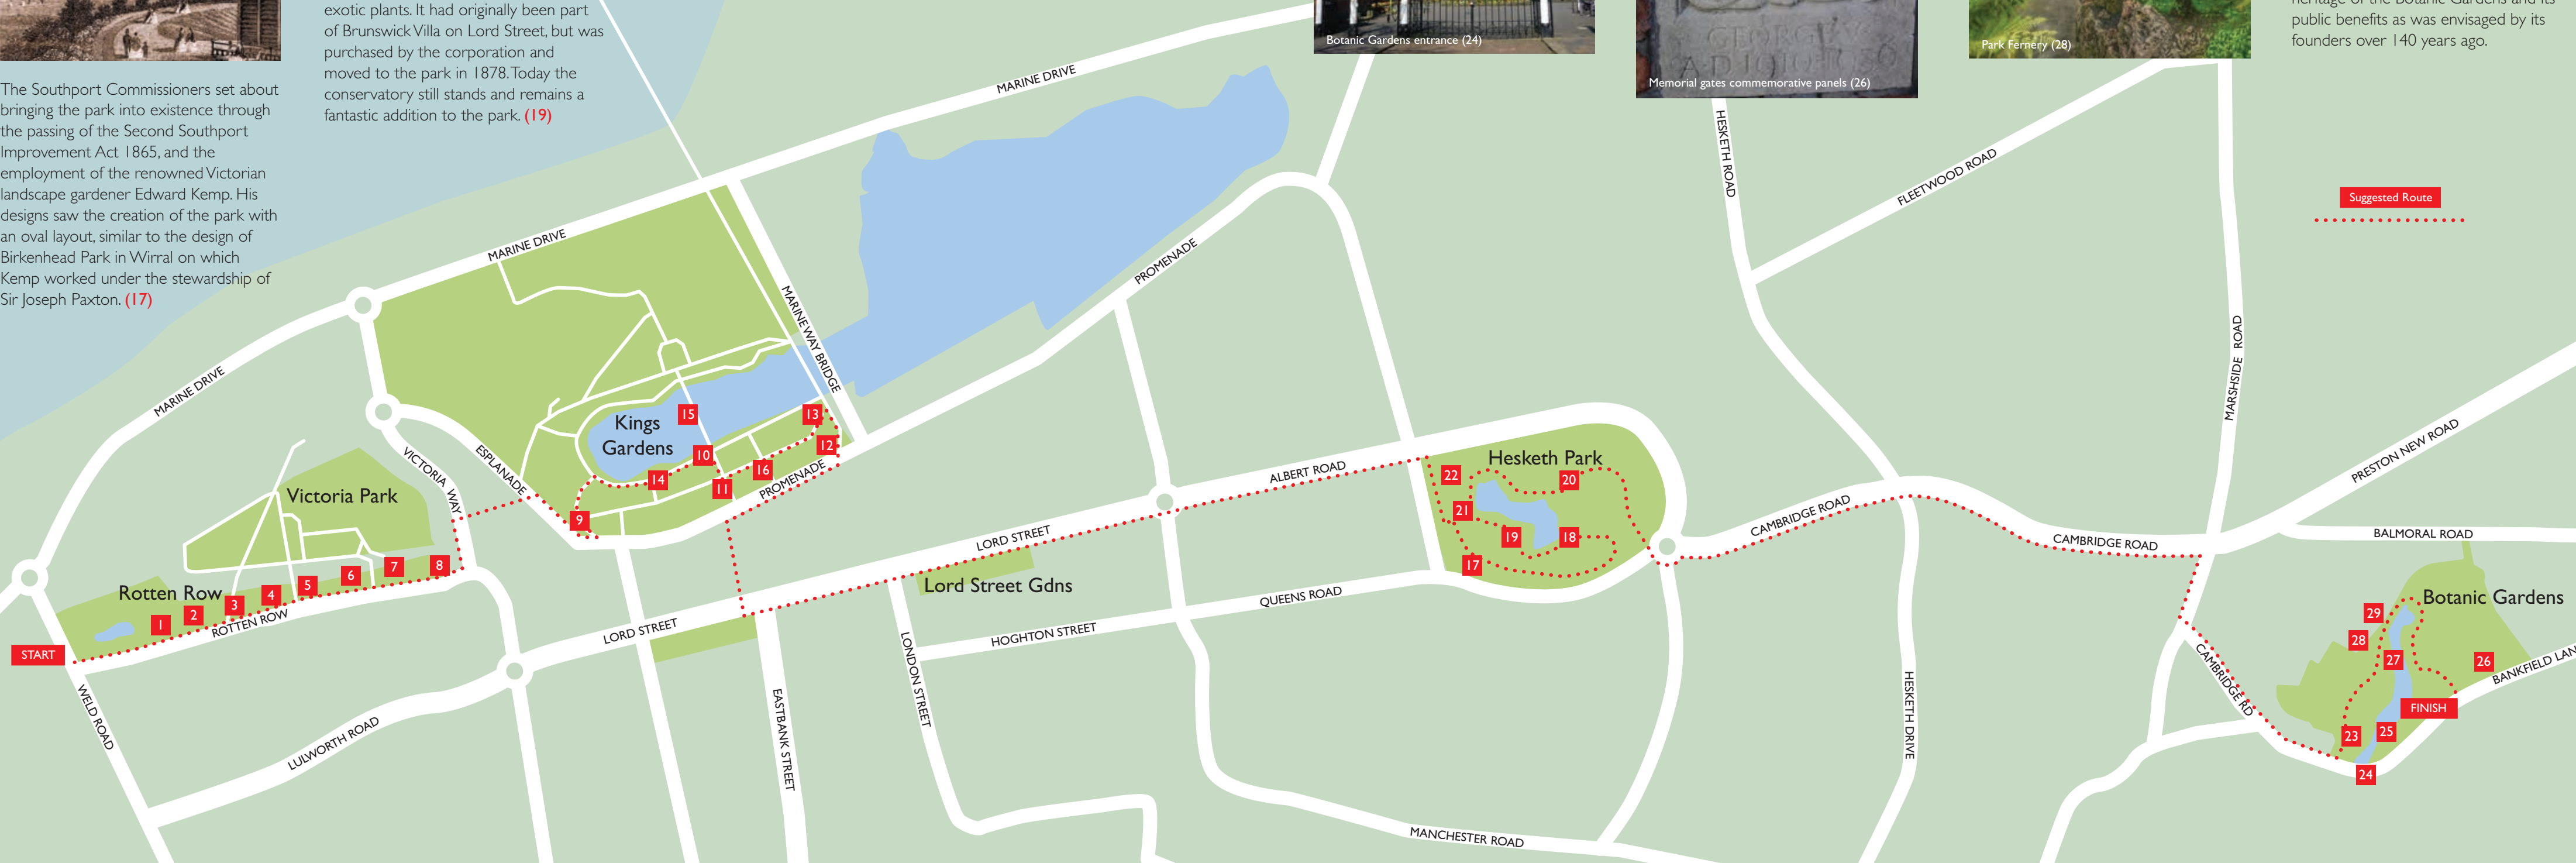 The Southport Commissioners set about
bringing the park into existence through
the passing of the Second Southport
Improvement Act 1865, and the
employment of the renowned Victorian
landscape gardener Edward Kemp. His
designs saw the creation of the park with
an oval layout, similar to the design of
Birkenhead Park in Wirral on which
Kemp worked under the stewardship of
Sir Joseph Paxton. (17)
exotic plants. It had originally been part
of Brunswick Villa on Lord Street, but was
purchased by the corporation and
moved to the park in 1878. Today the
conservatory still stands and remains a
fantastic addition to the park. (19)
Botanic Gardens entrance (24)
Memorial gates commemorative panels (26)
Park Fernery (28)
heritage of the Botanic Gardens and its
public benefits as was envisaged by its
founders over 140 years ago.
Suggested Route
MARINE DRIVE
MARINE DRIVE
MARINE DRIVE
MARINE WAY BRIDGE
PROMENADE
PROMENADE
ESPLANADE
VICTORIA WAY
Kings
Gardens
15
13
12
10
16
14
11
9
Victoria Park
Rotten Row
1
2
3
4
5
6
7
8
ROTTEN ROW
START
WELD ROAD
LULWORTH ROAD
LORD STREET
LORD STREET
Lord Street Gdns
EASTBANK STREET
LONDON STREET
HOGHTON STREET
QUEENS ROAD
ALBERT ROAD
MANCHESTER ROAD
Hesketh Park
22
20
21
19
18
17
HESKETH ROAD
FLEETWOOD ROAD
CAMBRIDGE ROAD
CAMBRIDGE ROAD
HESKETH DRIVE
MARSHSIDE ROAD
PRESTON NEW ROAD
BALMORAL ROAD
CAMBRIDGE RD
Botanic Gardens
29
28
27
26
BANKFIELD LAN
FINISH
23
25
24